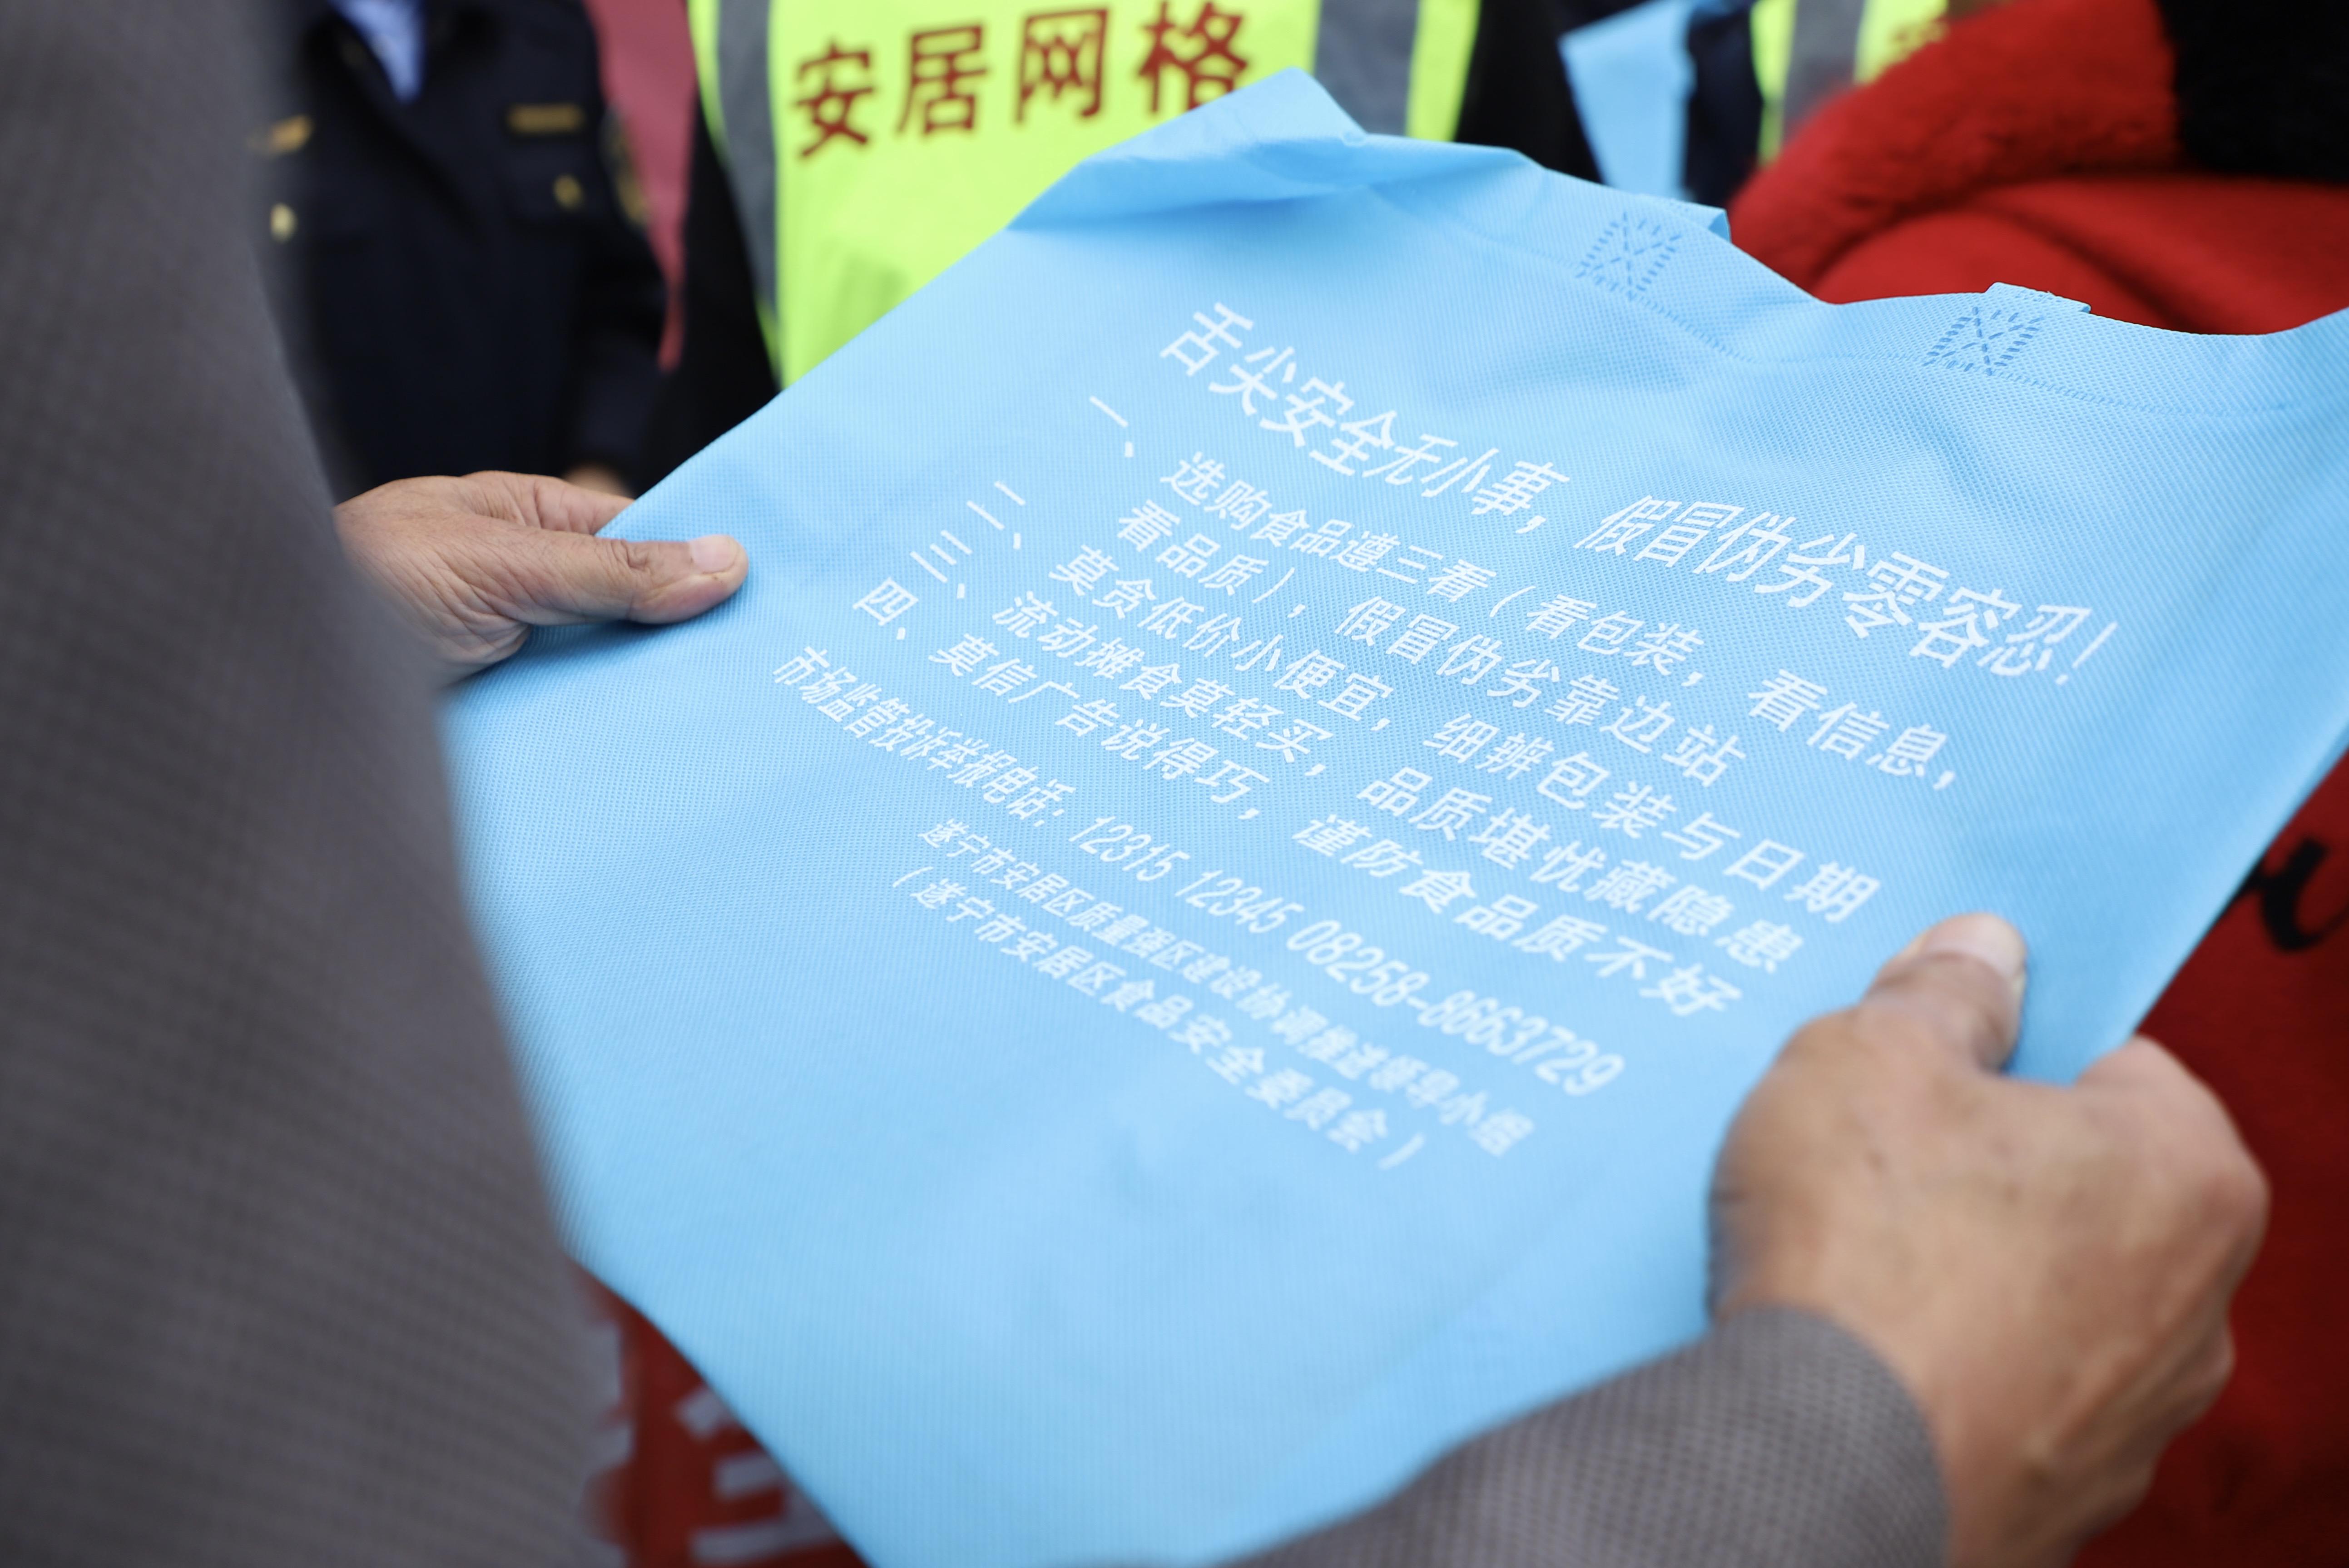 安居网格
舌尖安全无小事，假冒伪劣零容忍！
一、选购食品遵三看（看包装，看信息，
看品质），假冒伪劣靠边站
二、莫贪低价小便宜，细辨包装与日期
三、流动摊食莫轻买，品质堪忧藏隐患
四、莫信广告说得巧，谨防食品质不好
市场监管投诉举报电话：12315 12345 08258-8663729
遂宁市安居区质量强区建设协调推进领导小组
（遂宁市安居区食品安全委员会）